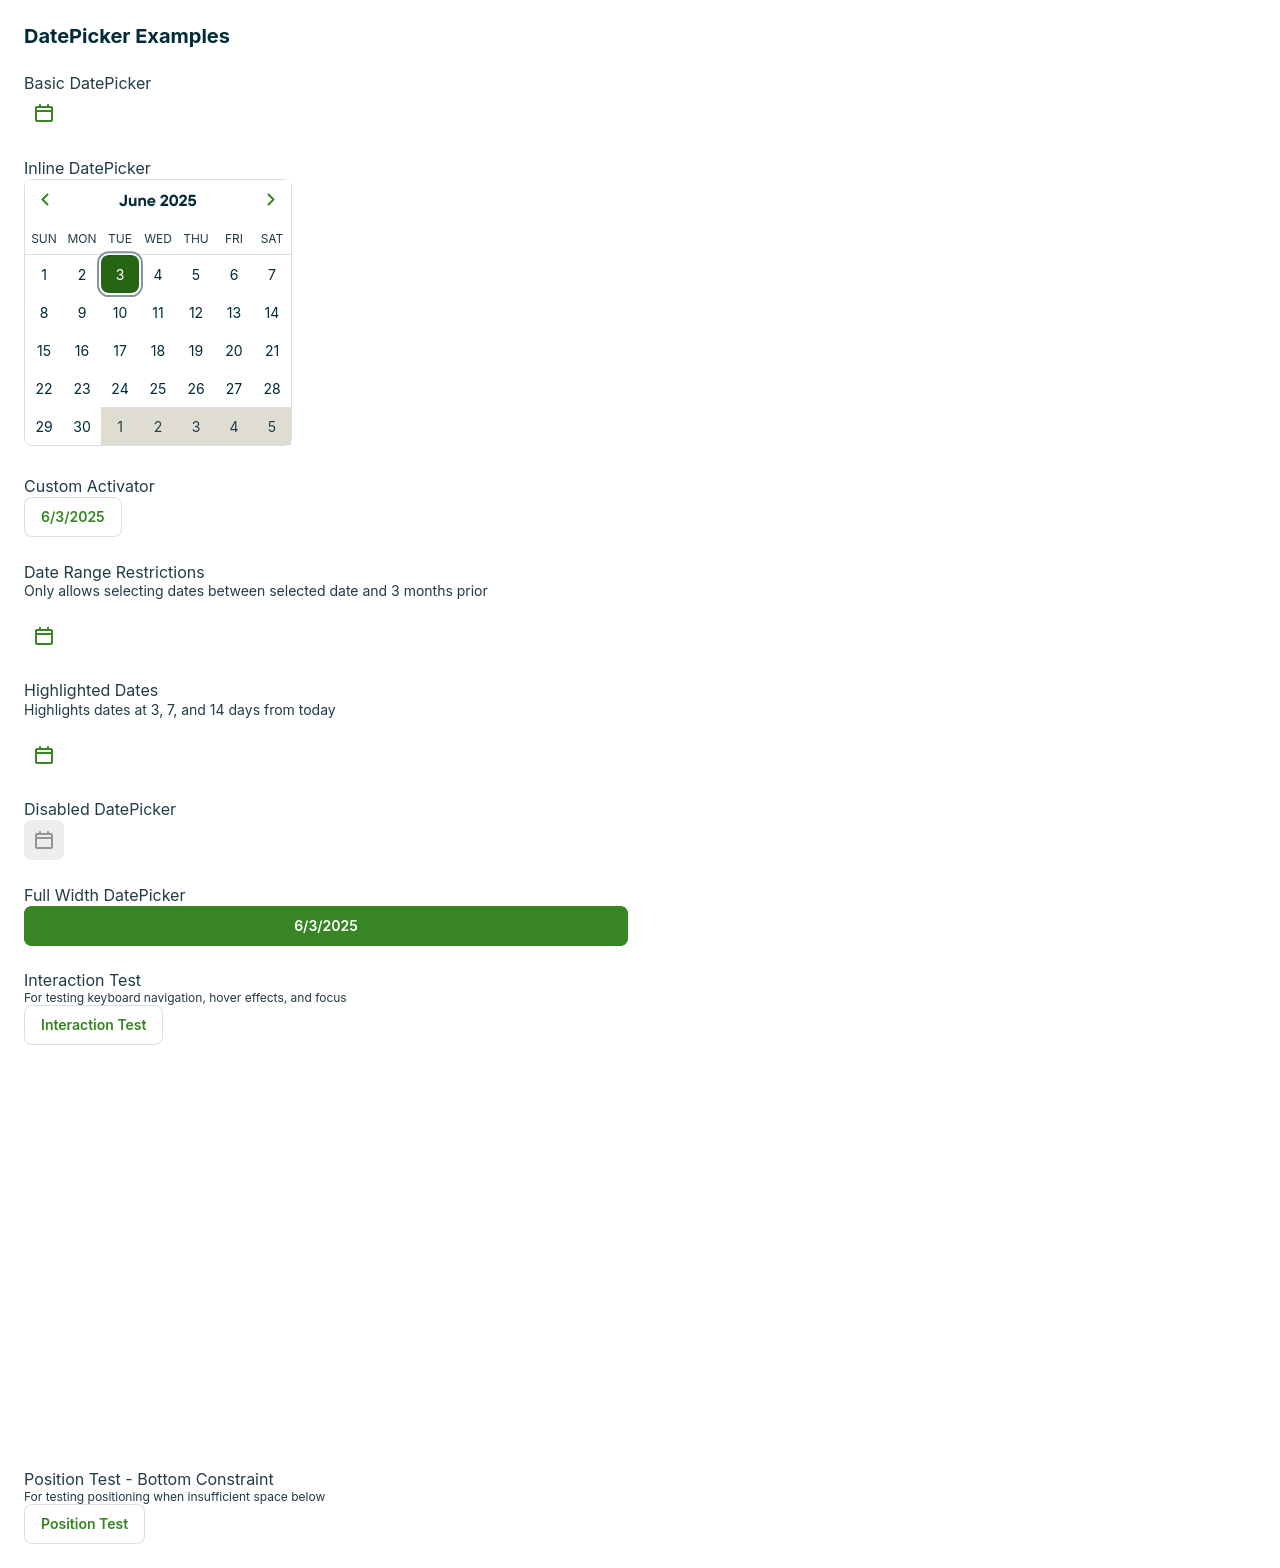 DatePicker Examples
Basic DatePicker
Inline DatePicker
June 2025
SUN MON TUE WED THU FRI SAT
1 2 3 4 5 6 7
8 9 10 11 12 13 14
15 16 17 18 19 20 21
22 23 24 25 26 27 28
29 30 1 2 3 4 5
Custom Activator
6/3/2025
Date Range Restrictions
Only allows selecting dates between selected date and 3 months prior
Highlighted Dates
Highlights dates at 3, 7, and 14 days from today
Disabled DatePicker
Full Width DatePicker
6/3/2025
Interaction Test
For testing keyboard navigation, hover effects, and focus
Interaction Test
Position Test - Bottom Constraint
For testing positioning when insufficient space below
Position Test